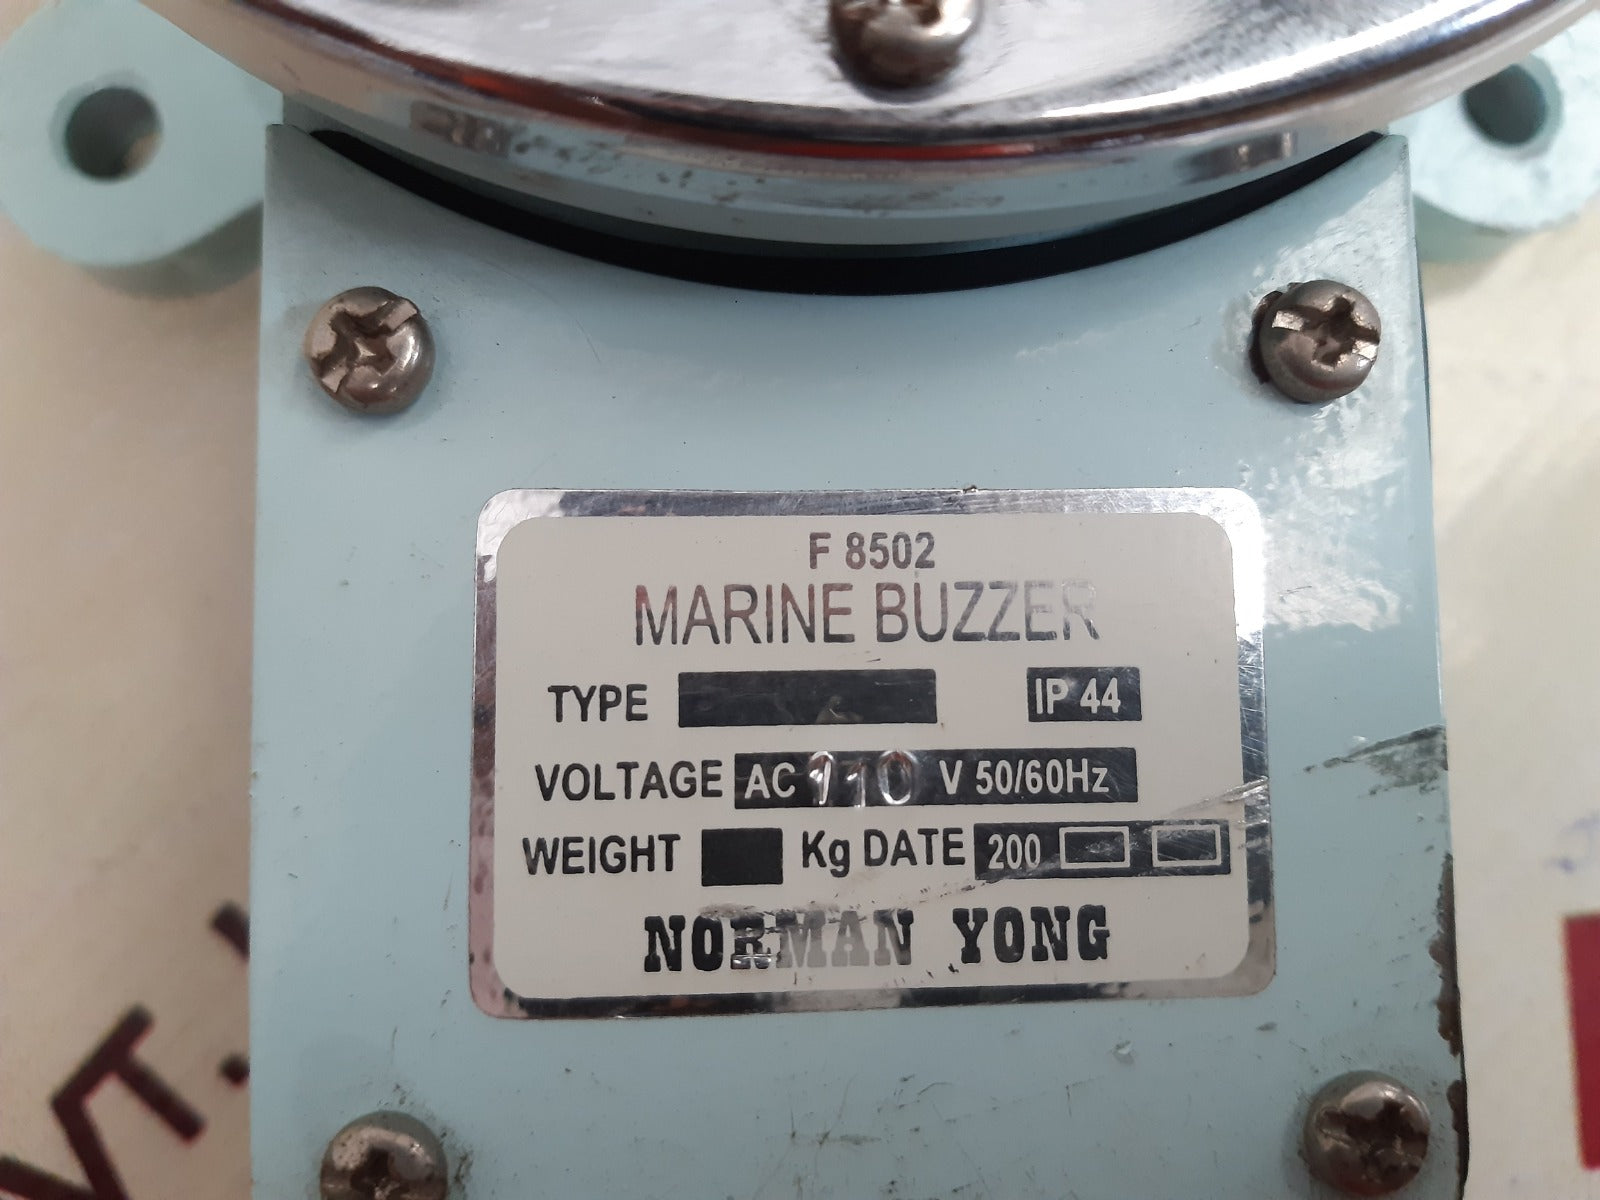 F 8502
MARINE BUZZER
TYPE IP 44
VOLTAGE AC 110 V 50/60Hz
WEIGHT Kg DATE 200
NORMAN YONG